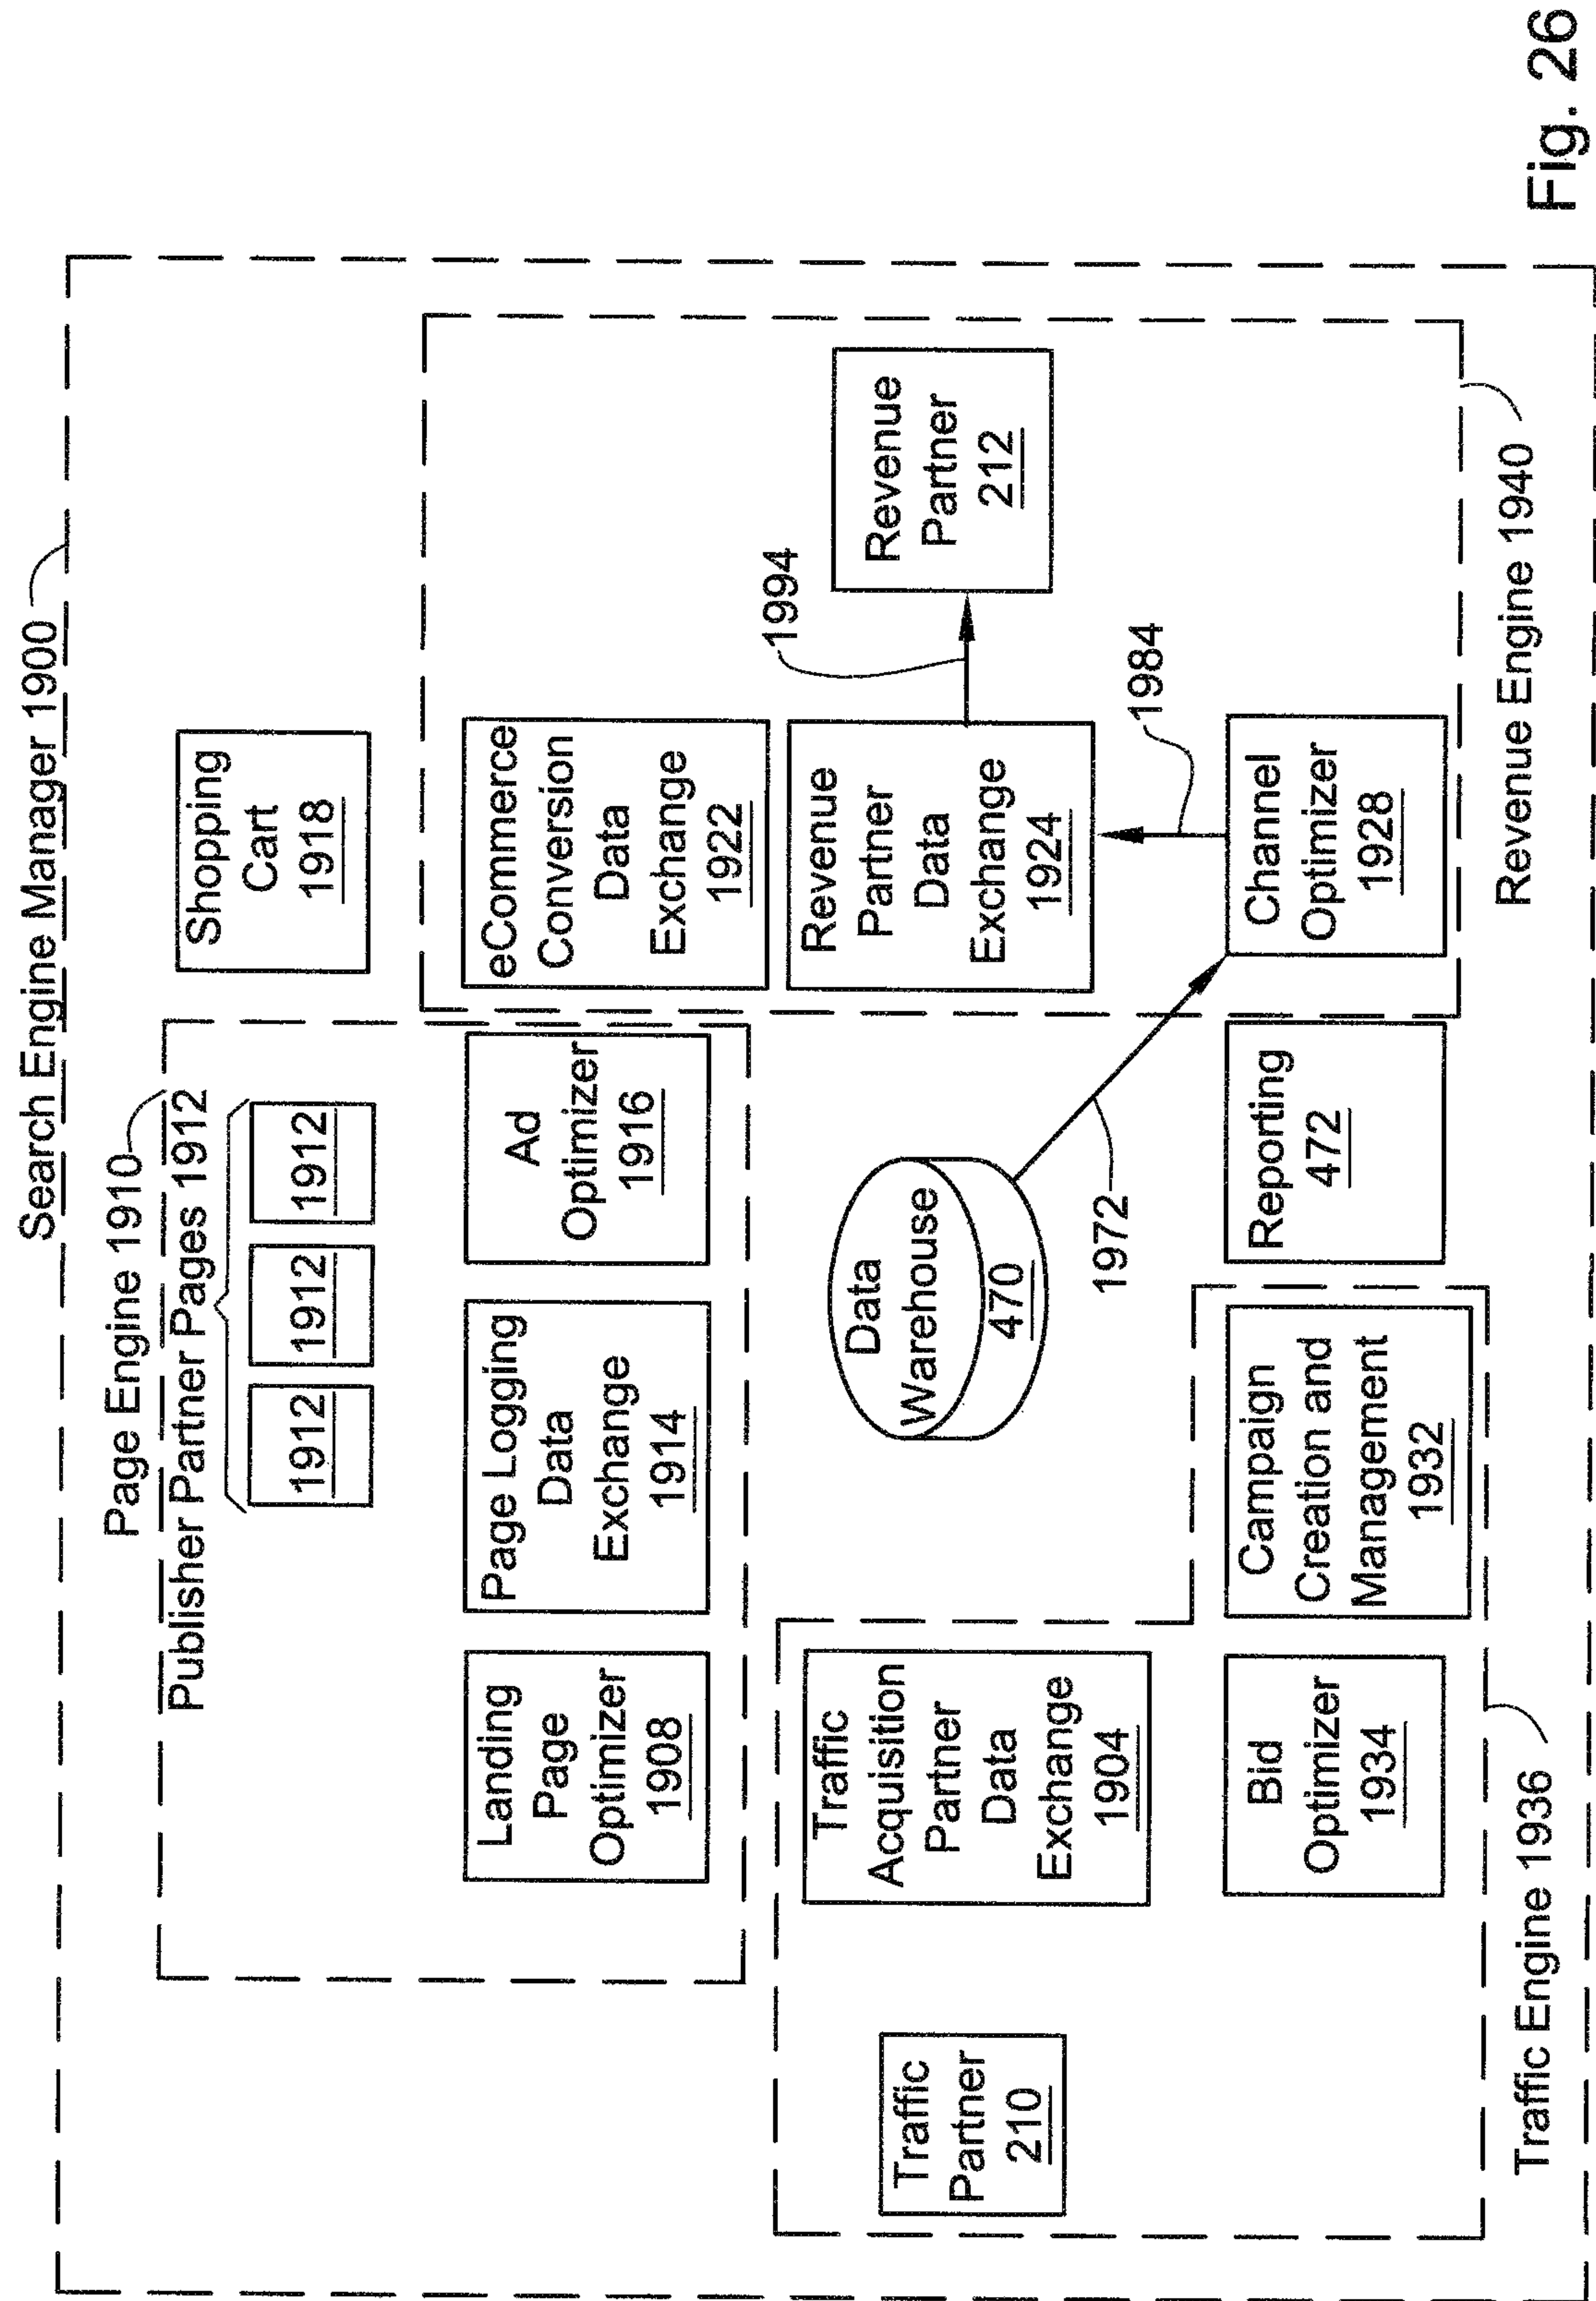 Search Engine Manager 1900
Page Engine 1910
Publisher Partner Pages 1912
1912
1912
1912
Shopping
Cart
1918
Landing
Page
Optimizer
1908
Page Logging
Data
Exchange
1914
Ad
Optimizer
1916
eCommerce
Conversion
Data
Exchange
1922
Traffic
Partner
210
Traffic
Acquisition
Partner
Data
Exchange
1904
Data
Warehouse
470
1972
Revenue
Partner
Data
Exchange
1924
1994
Revenue
Partner
212
1984
Bid
Optimizer
1934
Campaign
Creation and
Management
1932
Reporting
472
Channel
Optimizer
1928
Traffic Engine 1936
Revenue Engine 1940
Fig. 26